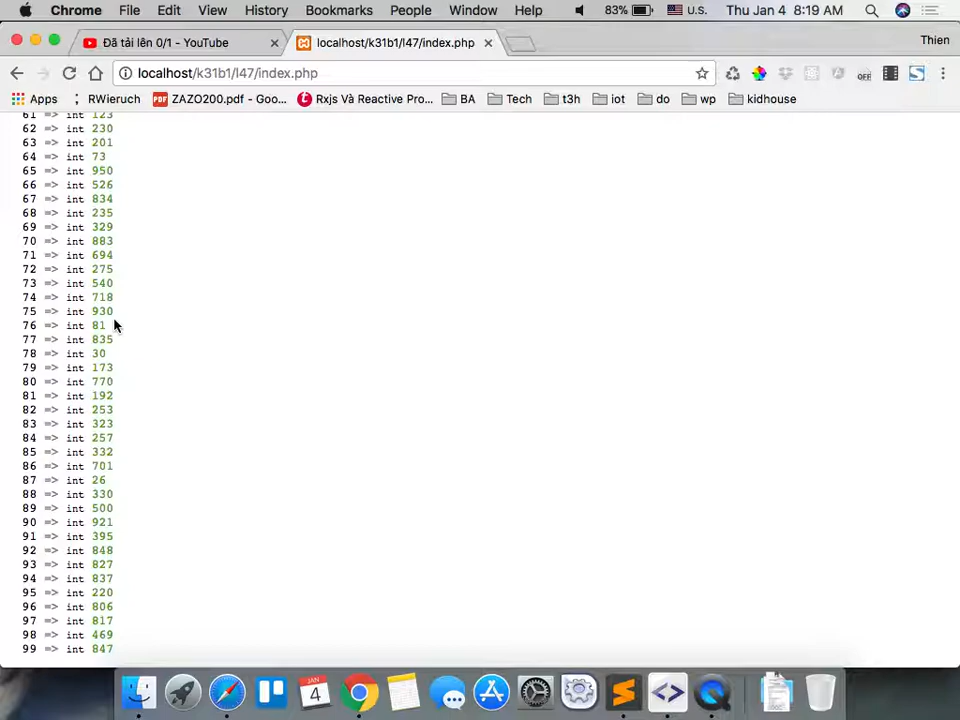 Chrome File Edit View History Bookmarks People Window Help 83% U.S. Thu Jan 4 8:19 AM
Đã tải lên 0/1 - YouTube localhost/k31b1/l47/index.php Thien
localhost/k31b1/l47/index.php
Apps RWieruch ZAZO200.pdf - Goo... Rxjs Và Reactive Pro... BA Tech t3h iot do wp kidhouse
61 => int 123
62 => int 230
63 => int 201
64 => int 73
65 => int 950
66 => int 526
67 => int 834
68 => int 235
69 => int 329
70 => int 883
71 => int 694
72 => int 275
73 => int 540
74 => int 718
75 => int 930
76 => int 81
77 => int 835
78 => int 30
79 => int 173
80 => int 770
81 => int 192
82 => int 253
83 => int 323
84 => int 257
85 => int 332
86 => int 701
87 => int 26
88 => int 330
89 => int 500
90 => int 921
91 => int 395
92 => int 848
93 => int 827
94 => int 837
95 => int 220
96 => int 806
97 => int 817
98 => int 469
99 => int 847